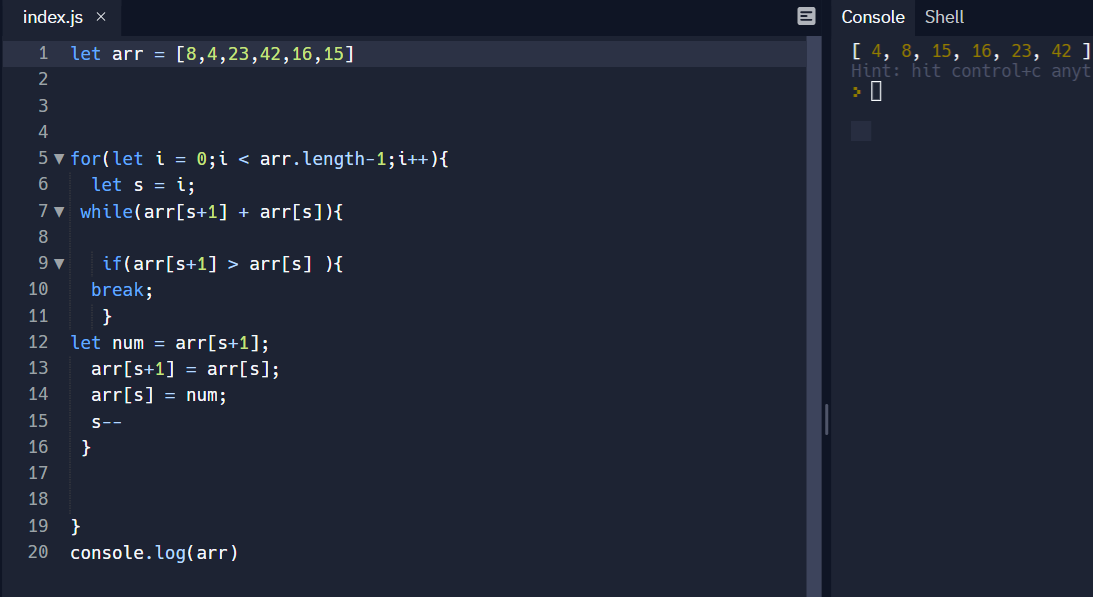 index.js ×
1 let arr = [8,4,23,42,16,15]
2
3
4
5 for(let i = 0;i < arr.length-1;i++){
6 let s = i;
7 while(arr[s+1] + arr[s]){
8
9 if(arr[s+1] > arr[s] ){
10 break;
11 }
12 let num = arr[s+1];
13 arr[s+1] = arr[s];
14 arr[s] = num;
15 s--
16 }
17
18
19 }
20 console.log(arr)
Console Shell
[ 4, 8, 15, 16, 23, 42 ]
Hint: hit control+c anyt
>